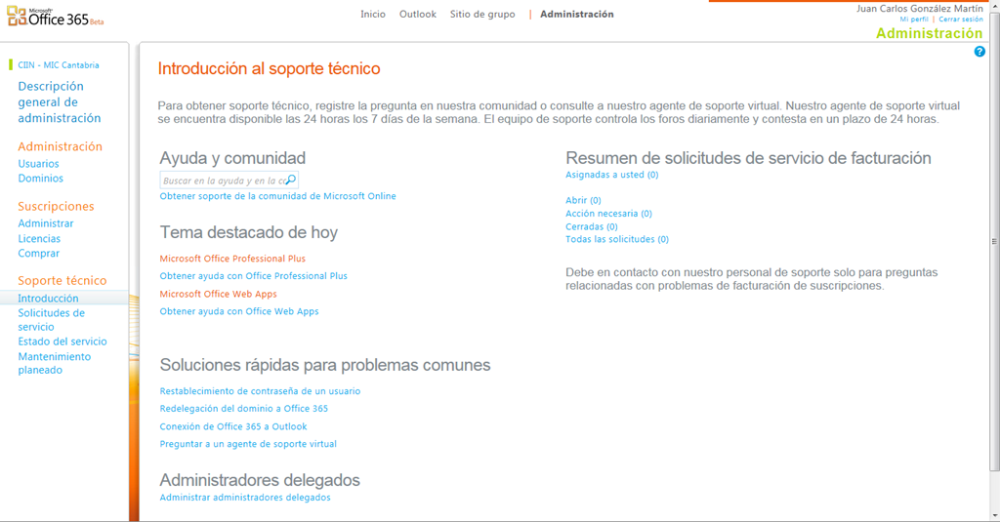 Microsoft®
Office 365 Beta
Inicio Outlook Sitio de grupo | Administración
Juan Carlos González Martín
Mi perfil | Cerrar sesión
Administración
CIIN - MIC Cantabria
Descripción
general de
administración
Administración
Usuarios
Dominios
Suscripciones
Administrar
Licencias
Comprar
Soporte técnico
Introducción
Solicitudes de
servicio
Estado del servicio
Mantenimiento
planeado
Introducción al soporte técnico
Para obtener soporte técnico, registre la pregunta en nuestra comunidad o consulte a nuestro agente de soporte virtual. Nuestro agente de soporte virtual
se encuentra disponible las 24 horas los 7 días de la semana. El equipo de soporte controla los foros diariamente y contesta en un plazo de 24 horas.
Ayuda y comunidad
Buscar en la ayuda y en la co
Obtener soporte de la comunidad de Microsoft Online
Tema destacado de hoy
Microsoft Office Professional Plus
Obtener ayuda con Office Professional Plus
Microsoft Office Web Apps
Obtener ayuda con Office Web Apps
Soluciones rápidas para problemas comunes
Restablecimiento de contraseña de un usuario
Redelegación del dominio a Office 365
Conexión de Office 365 a Outlook
Preguntar a un agente de soporte virtual
Administradores delegados
Administrar administradores delegados
Resumen de solicitudes de servicio de facturación
Asignadas a usted (0)
Abrir (0)
Acción necesaria (0)
Cerradas (0)
Todas las solicitudes (0)
Debe en contacto con nuestro personal de soporte solo para preguntas
relacionadas con problemas de facturación de suscripciones.